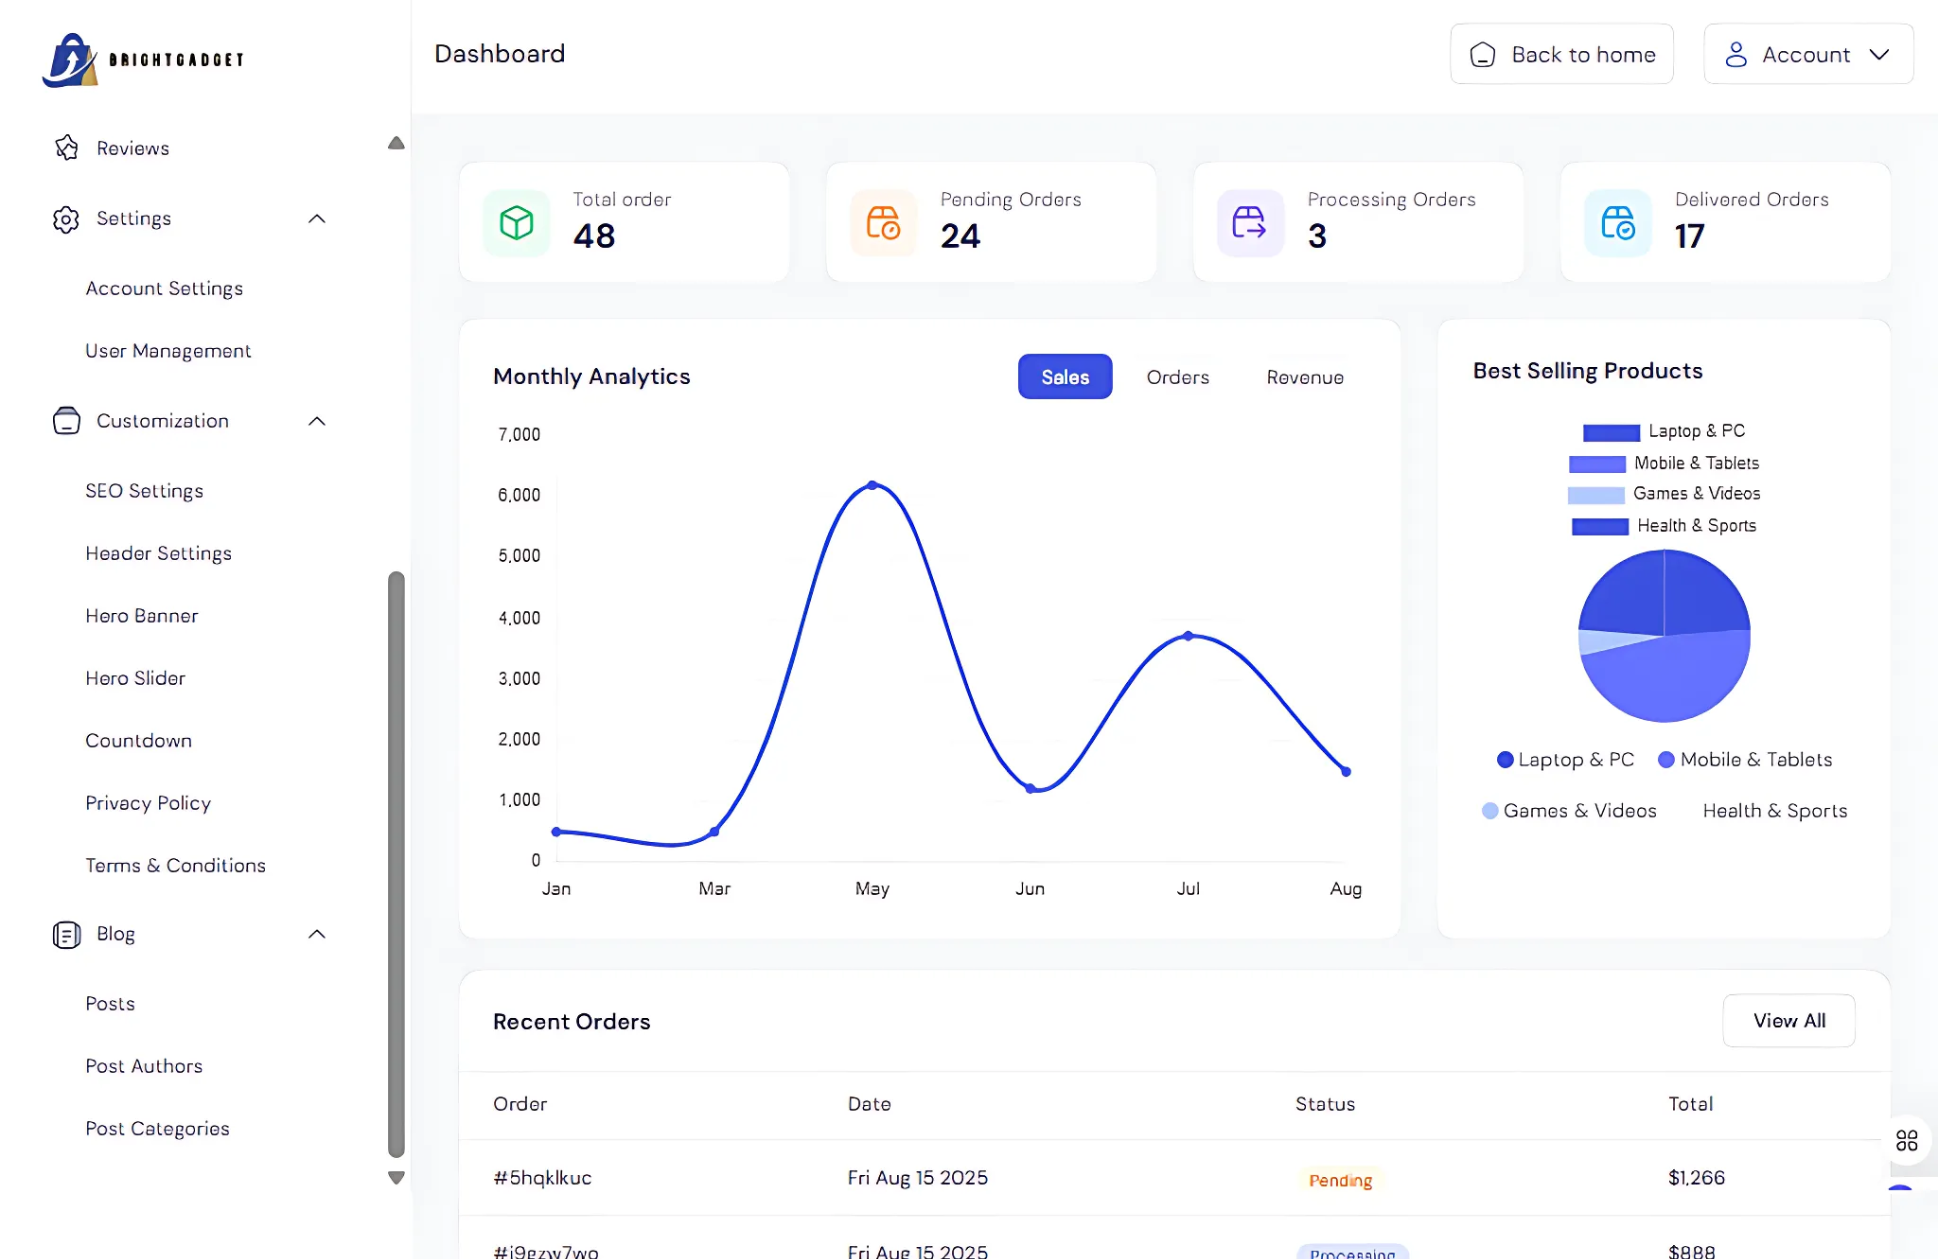 BRIGHTGADGET
Reviews
Settings
Account Settings
User Management
Customization
SEO Settings
Header Settings
Hero Banner
Hero Slider
Countdown
Privacy Policy
Terms & Conditions
Blog
Posts
Post Authors
Post Categories
Dashboard
Back to home
Account
Total order
48
Pending Orders
24
Processing Orders
3
Delivered Orders
17
Monthly Analytics
Sales Orders Revenue
7,000
6,000
5,000
4,000
3,000
2,000
1,000
0
Jan Mar May Jun Jul Aug
Best Selling Products
Laptop & PC
Mobile & Tablets
Games & Videos
Health & Sports
Laptop & PC Mobile & Tablets
Games & Videos Health & Sports
Recent Orders
View All
Order Date Status Total
#5hqklkuc Fri Aug 15 2025 Pending $1,266
Fri Aug 15 2025 Processing $888